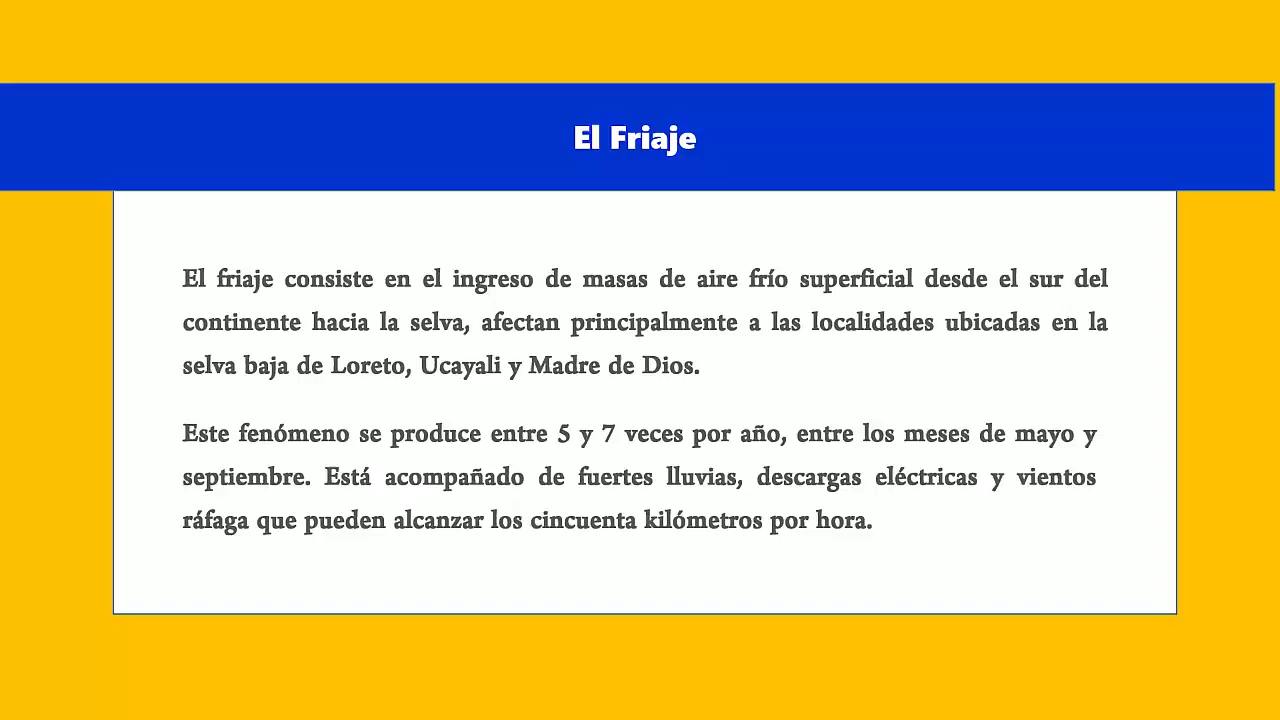 El Friaje
El friaje consiste en el ingreso de masas de aire frío superficial desde el sur del
continente hacia la selva, afectan principalmente a las localidades ubicadas en la
selva baja de Loreto, Ucayali y Madre de Dios.
Este fenómeno se produce entre 5 y 7 veces por año, entre los meses de mayo y
septiembre. Está acompañado de fuertes lluvias, descargas eléctricas y vientos
ráfaga que pueden alcanzar los cincuenta kilómetros por hora.